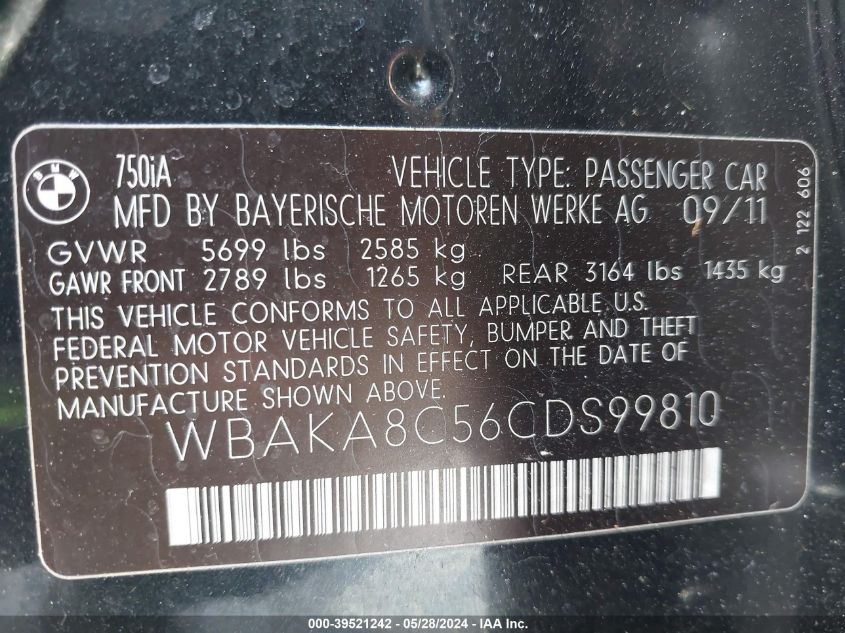 BMW
750iA VEHICLE TYPE: PASSENGER CAR
MFD BY BAYERISCHE MOTOREN WERKE AG 09/11
GVWR 5699 lbs 2585 kg
GAWR FRONT 2789 lbs 1265 kg REAR 3164 lbs 1435 kg
THIS VEHICLE CONFORMS TO ALL APPLICABLE U.S.
FEDERAL MOTOR VEHICLE SAFETY, BUMPER AND THEFT
PREVENTION STANDARDS IN EFFECT ON THE DATE OF
MANUFACTURE SHOWN ABOVE.
WBAKA8C56CDS99810
2 122 606
000-39521242 - 05/28/2024 - IAA Inc.